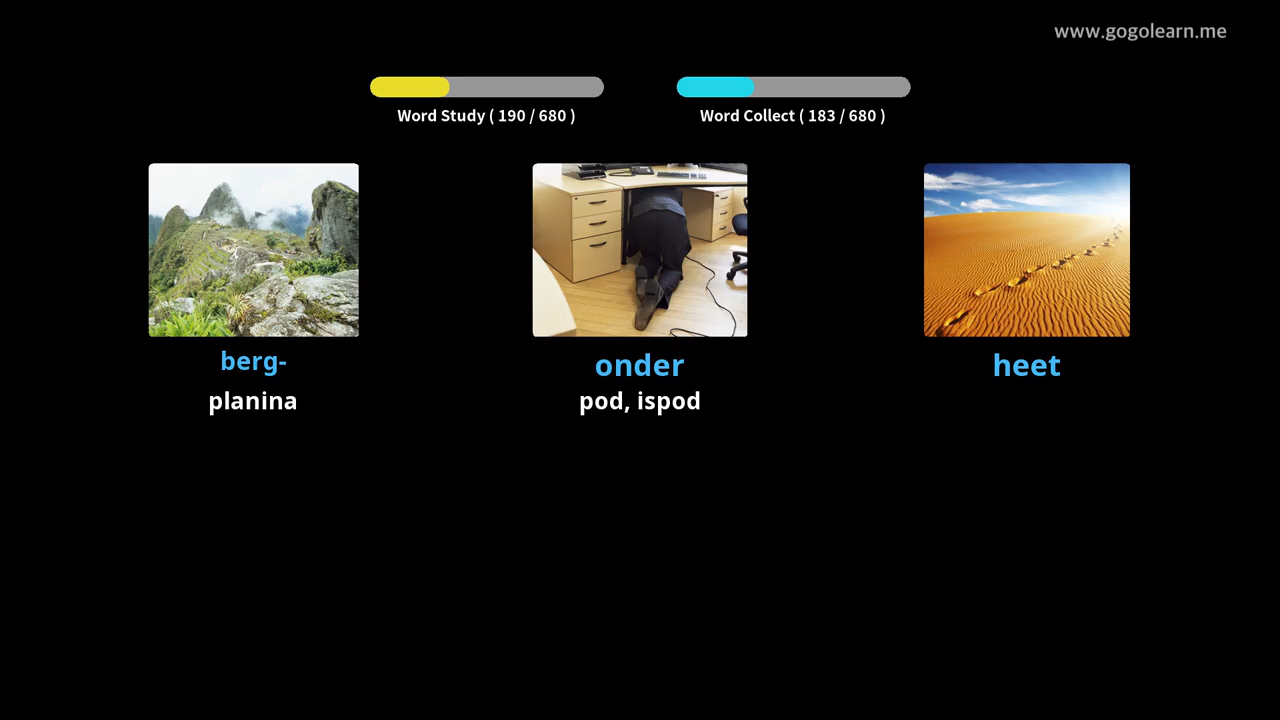 www.gogolearn.me
Word Study ( 190 / 680 )
Word Collect ( 183 / 680 )
berg-
planina
onder
pod, ispod
heet